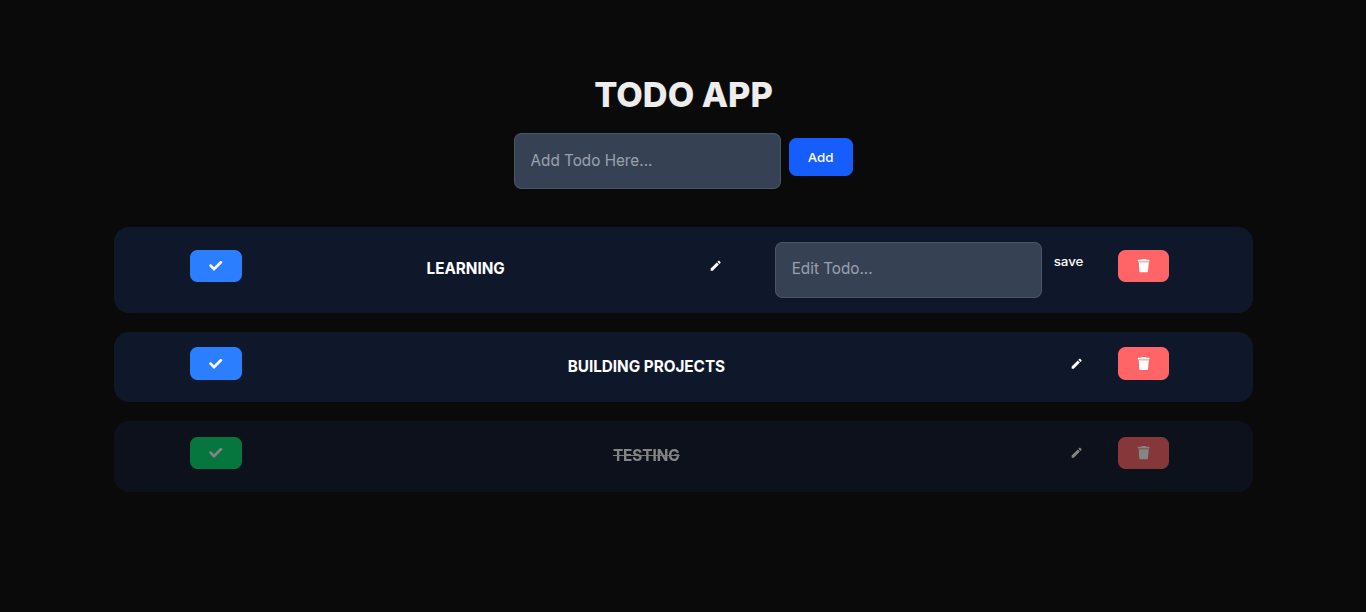 TODO APP
Add Todo Here...
Add
LEARNING
Edit Todo...
save
BUILDING PROJECTS
TESTING